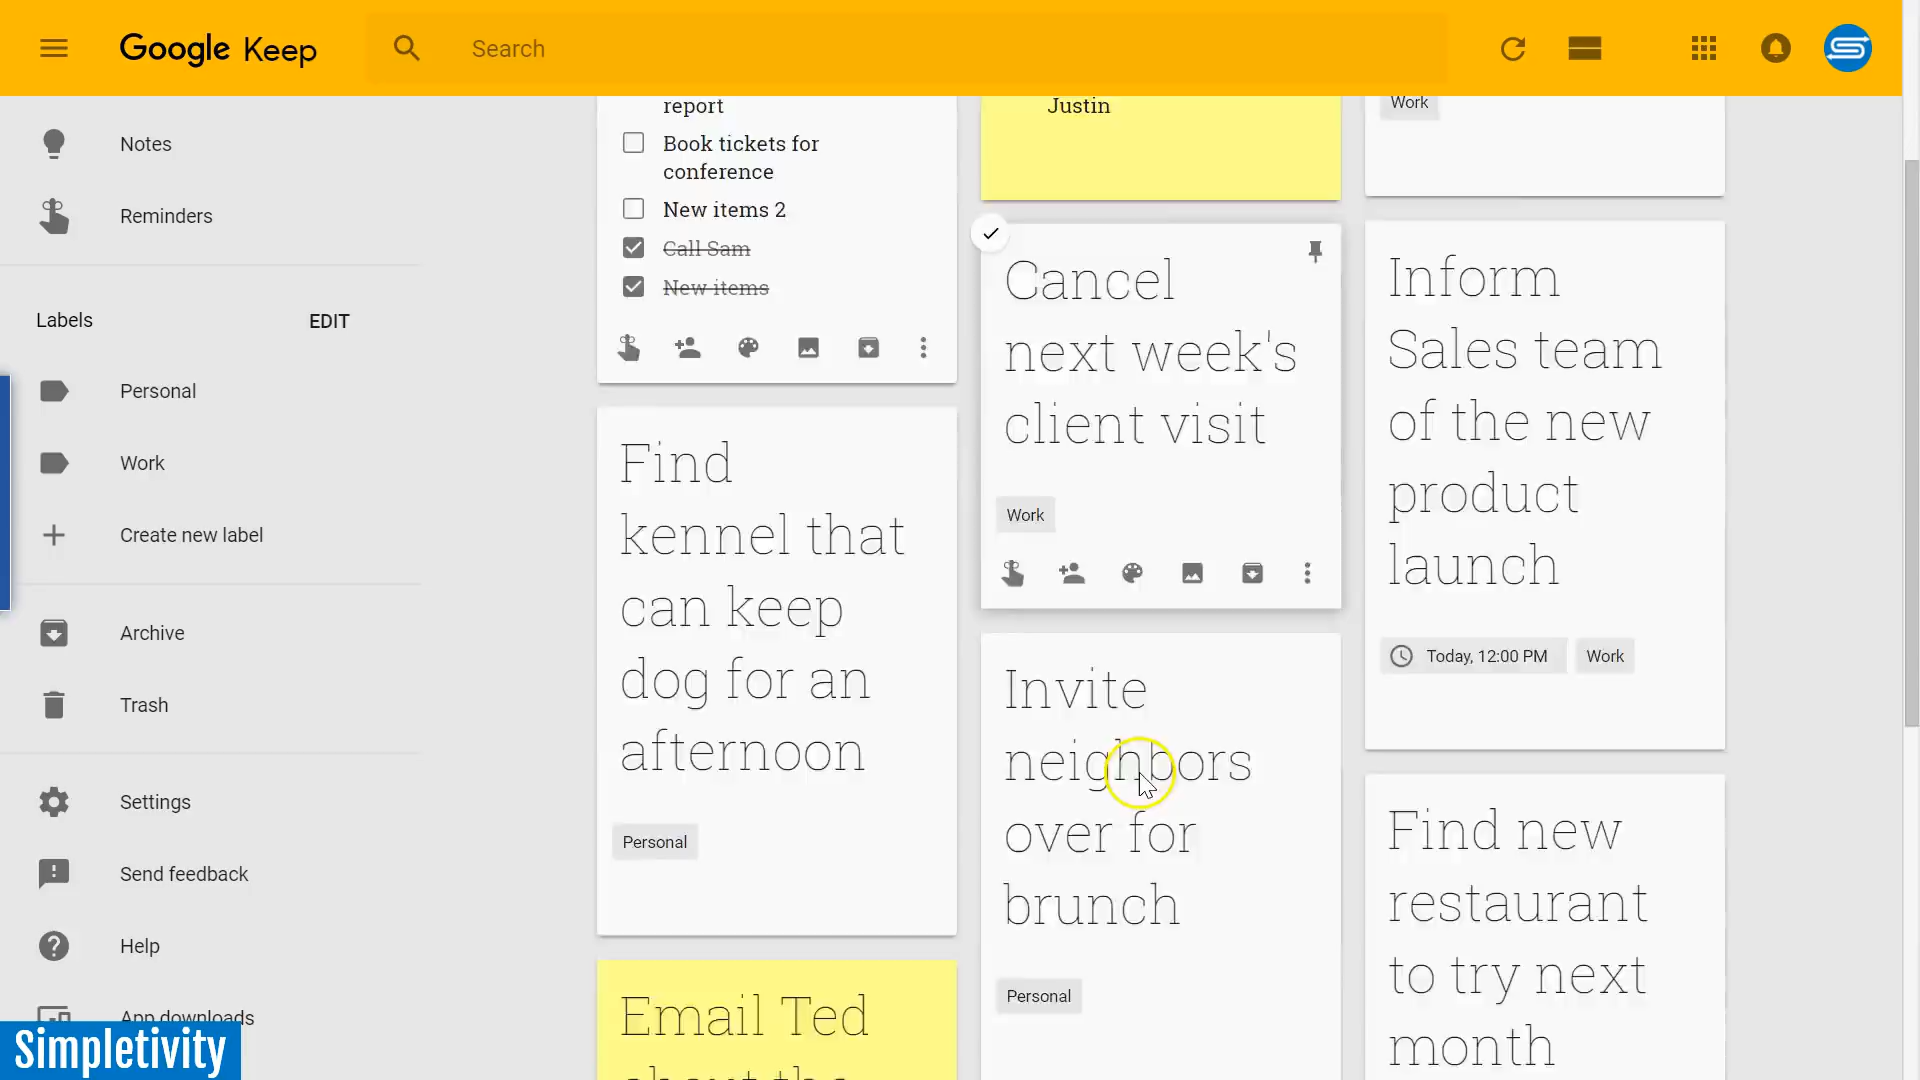 Google Keep
Search
Notes
Reminders
Labels
EDIT
Personal
Work
Create new label
Archive
Trash
Settings
Send feedback
Help
App downloads
Simpletivity
report
Book tickets for
conference
New items 2
Call Sam
New items
Find
kennel that
can keep
dog for an
afternoon
Personal
Email Ted
about the
Justin
Cancel
next week's
client visit
Work
Invite
neighbors
over for
brunch
Personal
Work
Inform
Sales team
of the new
product
launch
Today, 12:00 PM
Work
Find new
restaurant
to try next
month